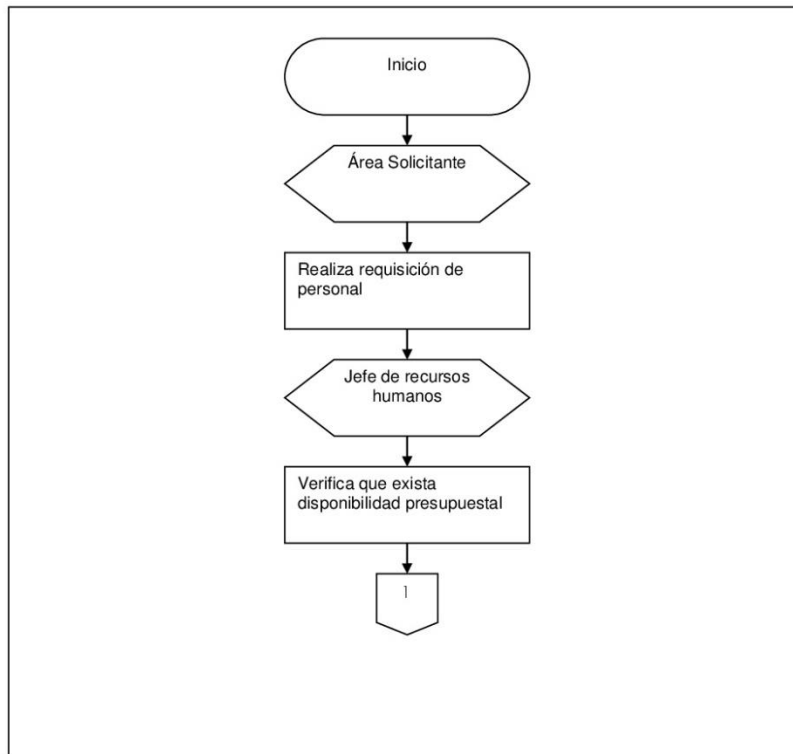 Inicio
Área Solicitante
Realiza requisición de
personal
Jefe de recursos
humanos
Verifica que exista
disponibilidad presupuestal
1